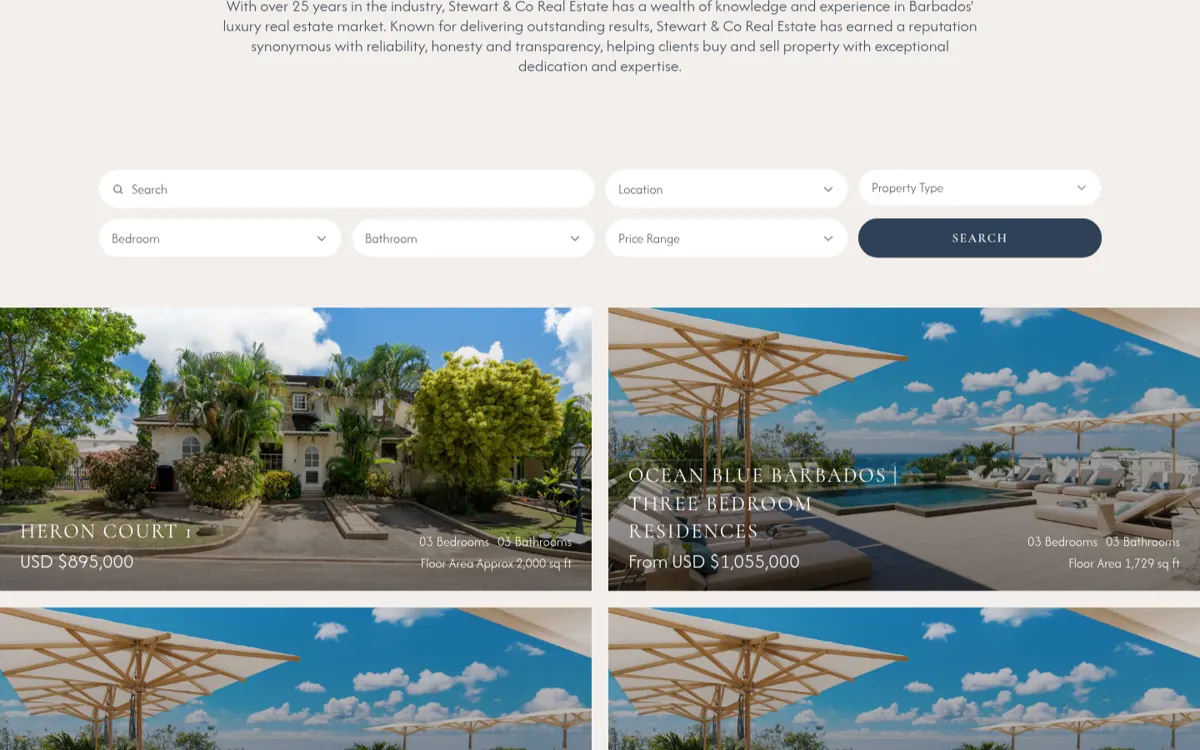 With over 25 years in the industry, Stewart & Co Real Estate has a wealth of knowledge and experience in Barbados'
luxury real estate market. Known for delivering outstanding results, Stewart & Co Real Estate has earned a reputation
synonymous with reliability, honesty and transparency, helping clients buy and sell property with exceptional
dedication and expertise.
Search
Location
Property Type
Bedroom
Bathroom
Price Range
SEARCH
HERON COURT 1
USD $895,000
03 Bedrooms 03 Bathrooms
Floor Area Approx 2,000 sq ft
OCEAN BLUE BARBADOS |
THREE BEDROOM
RESIDENCES
From USD $1,055,000
03 Bedrooms 03 Bathrooms
Floor Area 1,729 sq ft